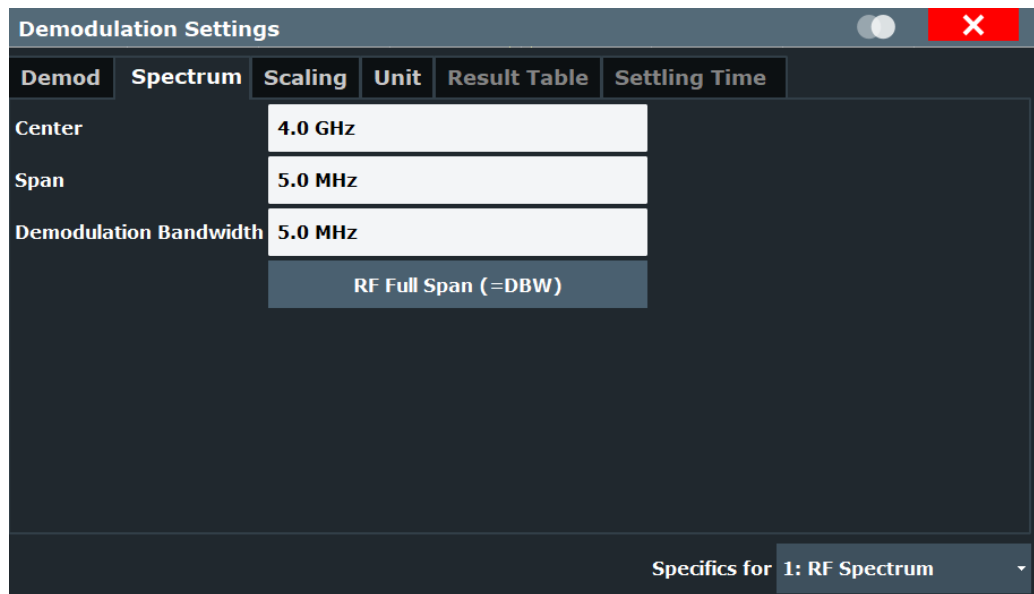 Demodulation Settings
Demod Spectrum Scaling Unit Result Table Settling Time
Center 4.0 GHz
Span 5.0 MHz
Demodulation Bandwidth 5.0 MHz
RF Full Span (=DBW)
Specifics for 1: RF Spectrum